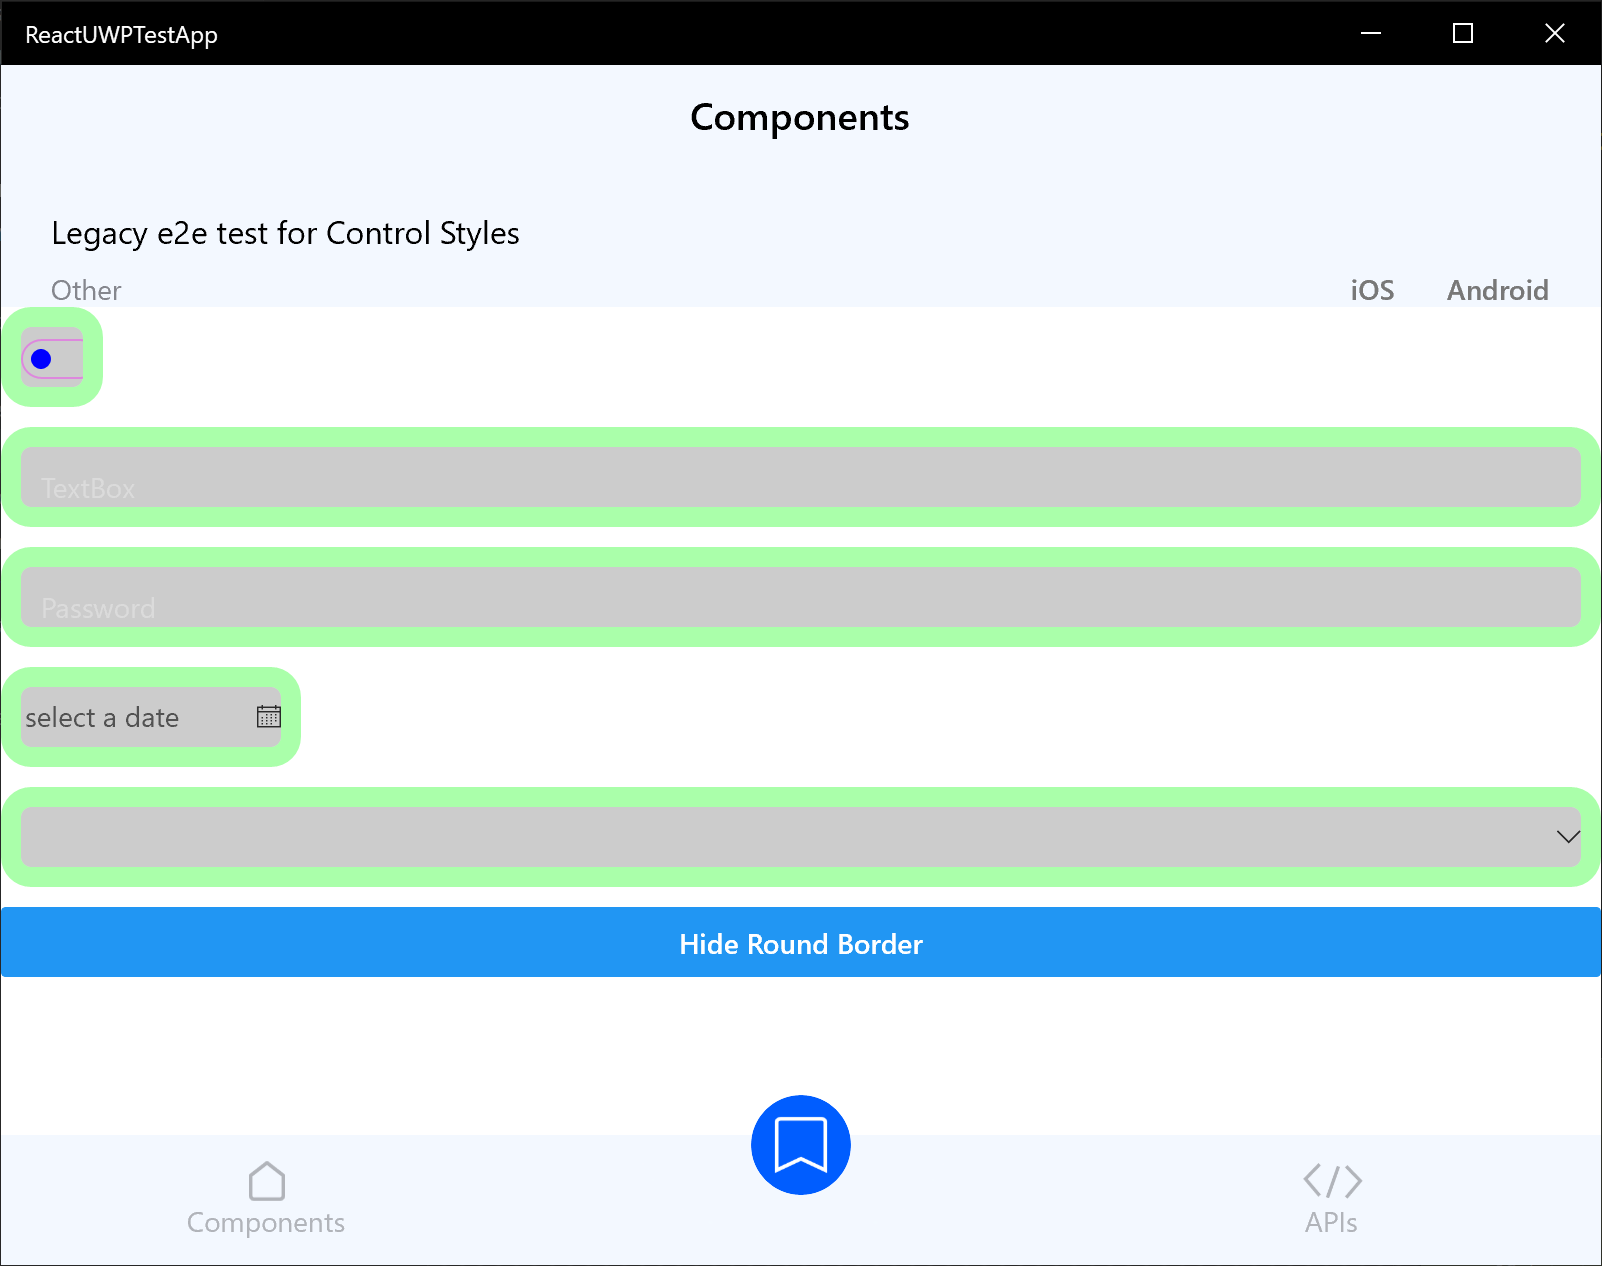 ReactUWPTestApp
Components
Legacy e2e test for Control Styles
Other iOS Android
TextBox
Password
select a date
Hide Round Border
Components APIs